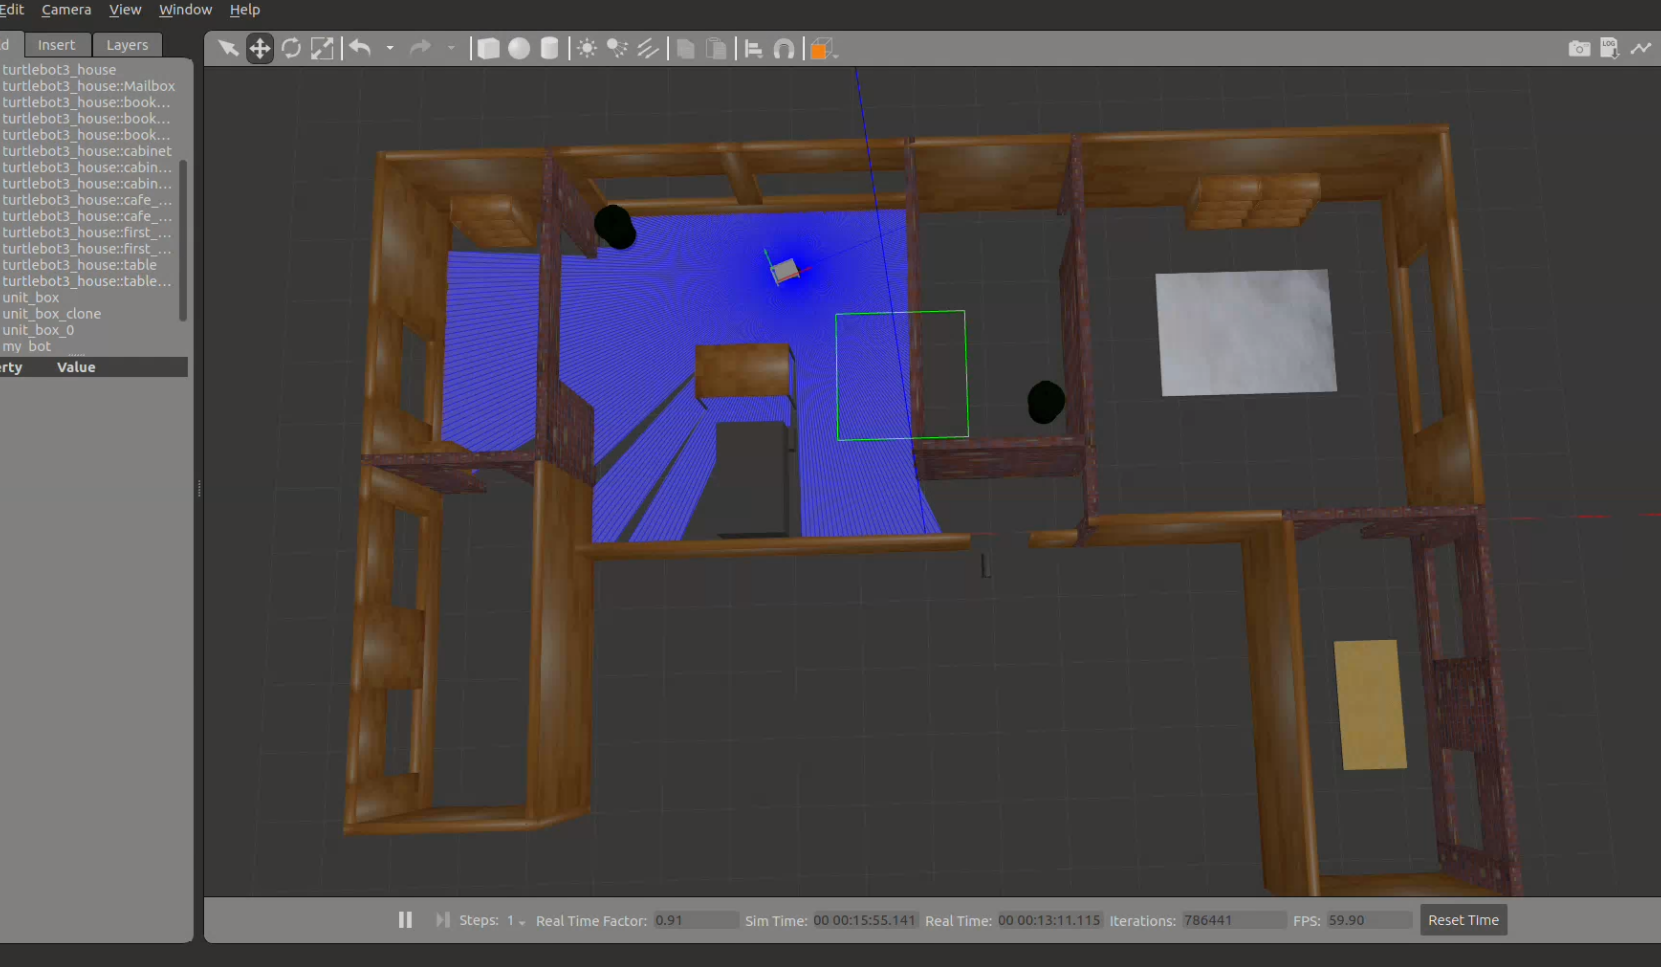 Edit Camera View Window Help
d Insert Layers
turtlebot3_house
turtlebot3_house::Mailbox
turtlebot3_house::book...
turtlebot3_house::book...
turtlebot3_house::book...
turtlebot3_house::cabinet
turtlebot3_house::cabin...
turtlebot3_house::cabin...
turtlebot3_house::cafe_...
turtlebot3_house::cafe_...
turtlebot3_house::first_...
turtlebot3_house::first_...
turtlebot3_house::table
turtlebot3_house::table...
unit_box
unit_box_clone
unit_box_0
my_bot
erty Value
LOG
Steps: 1 Real Time Factor: 0.91 Sim Time: 00 00:15:55.141 Real Time: 00 00:13:11.115 Iterations: 786441 FPS: 59.90 Reset Time